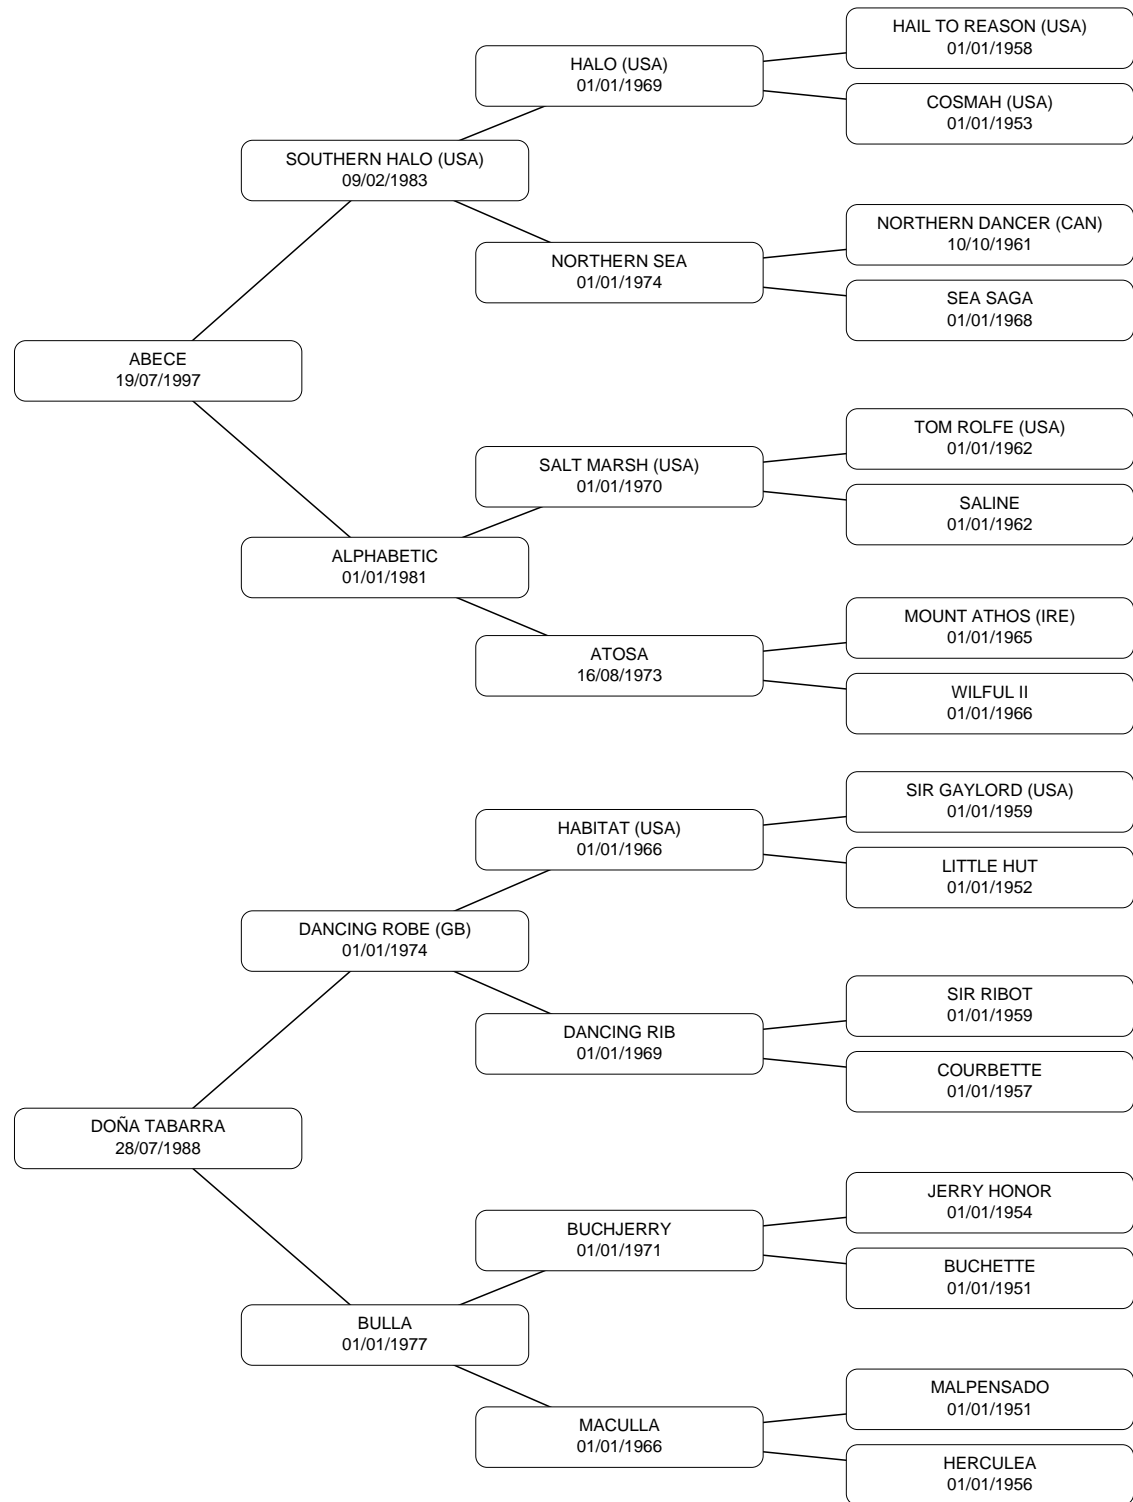 HAIL TO REASON (USA)
01/01/1958
HALO (USA)
01/01/1969
COSMAH (USA)
01/01/1953
SOUTHERN HALO (USA)
09/02/1983
NORTHERN DANCER (CAN)
10/10/1961
NORTHERN SEA
01/01/1974
SEA SAGA
01/01/1968
ABECE
19/07/1997
TOM ROLFE (USA)
01/01/1962
SALT MARSH (USA)
01/01/1970
SALINE
01/01/1962
ALPHABETIC
01/01/1981
MOUNT ATHOS (IRE)
01/01/1965
ATOSA
16/08/1973
WILFUL II
01/01/1966
SIR GAYLORD (USA)
01/01/1959
HABITAT (USA)
01/01/1966
LITTLE HUT
01/01/1952
DANCING ROBE (GB)
01/01/1974
SIR RIBOT
01/01/1959
DANCING RIB
01/01/1969
COURBETTE
01/01/1957
DOÑA TABARRA
28/07/1988
JERRY HONOR
01/01/1954
BUCHJERRY
01/01/1971
BUCHETTE
01/01/1951
BULLA
01/01/1977
MALPENSADO
01/01/1951
MACULLA
01/01/1966
HERCULEA
01/01/1956